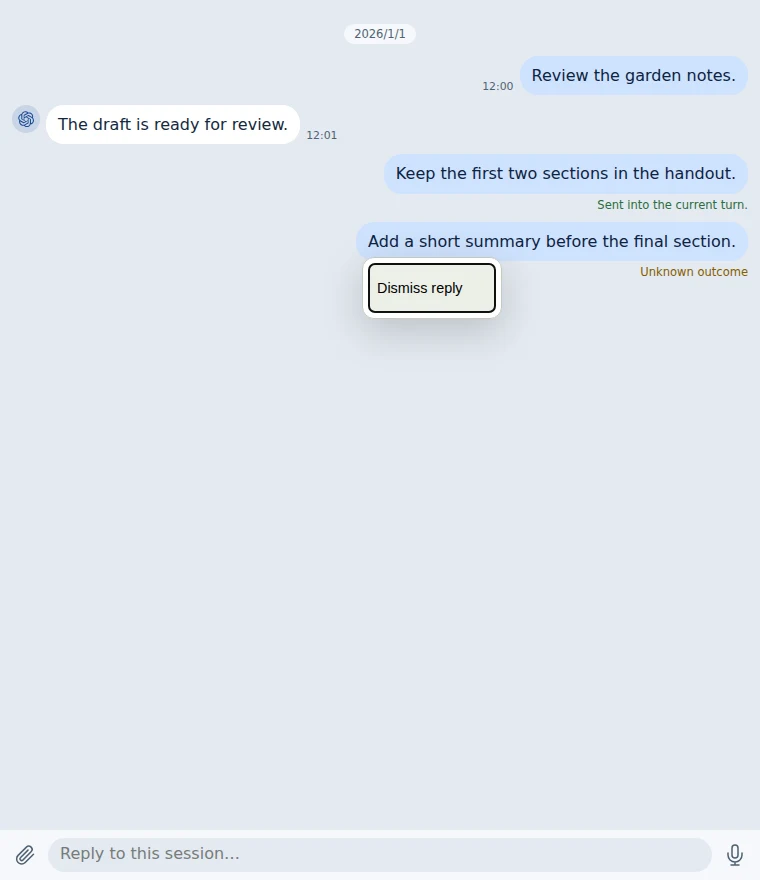 2026/1/1
12:00
Review the garden notes.
The draft is ready for review.
12:01
Keep the first two sections in the handout.
Sent into the current turn.
Add a short summary before the final section.
Unknown outcome
Dismiss reply
Reply to this session...